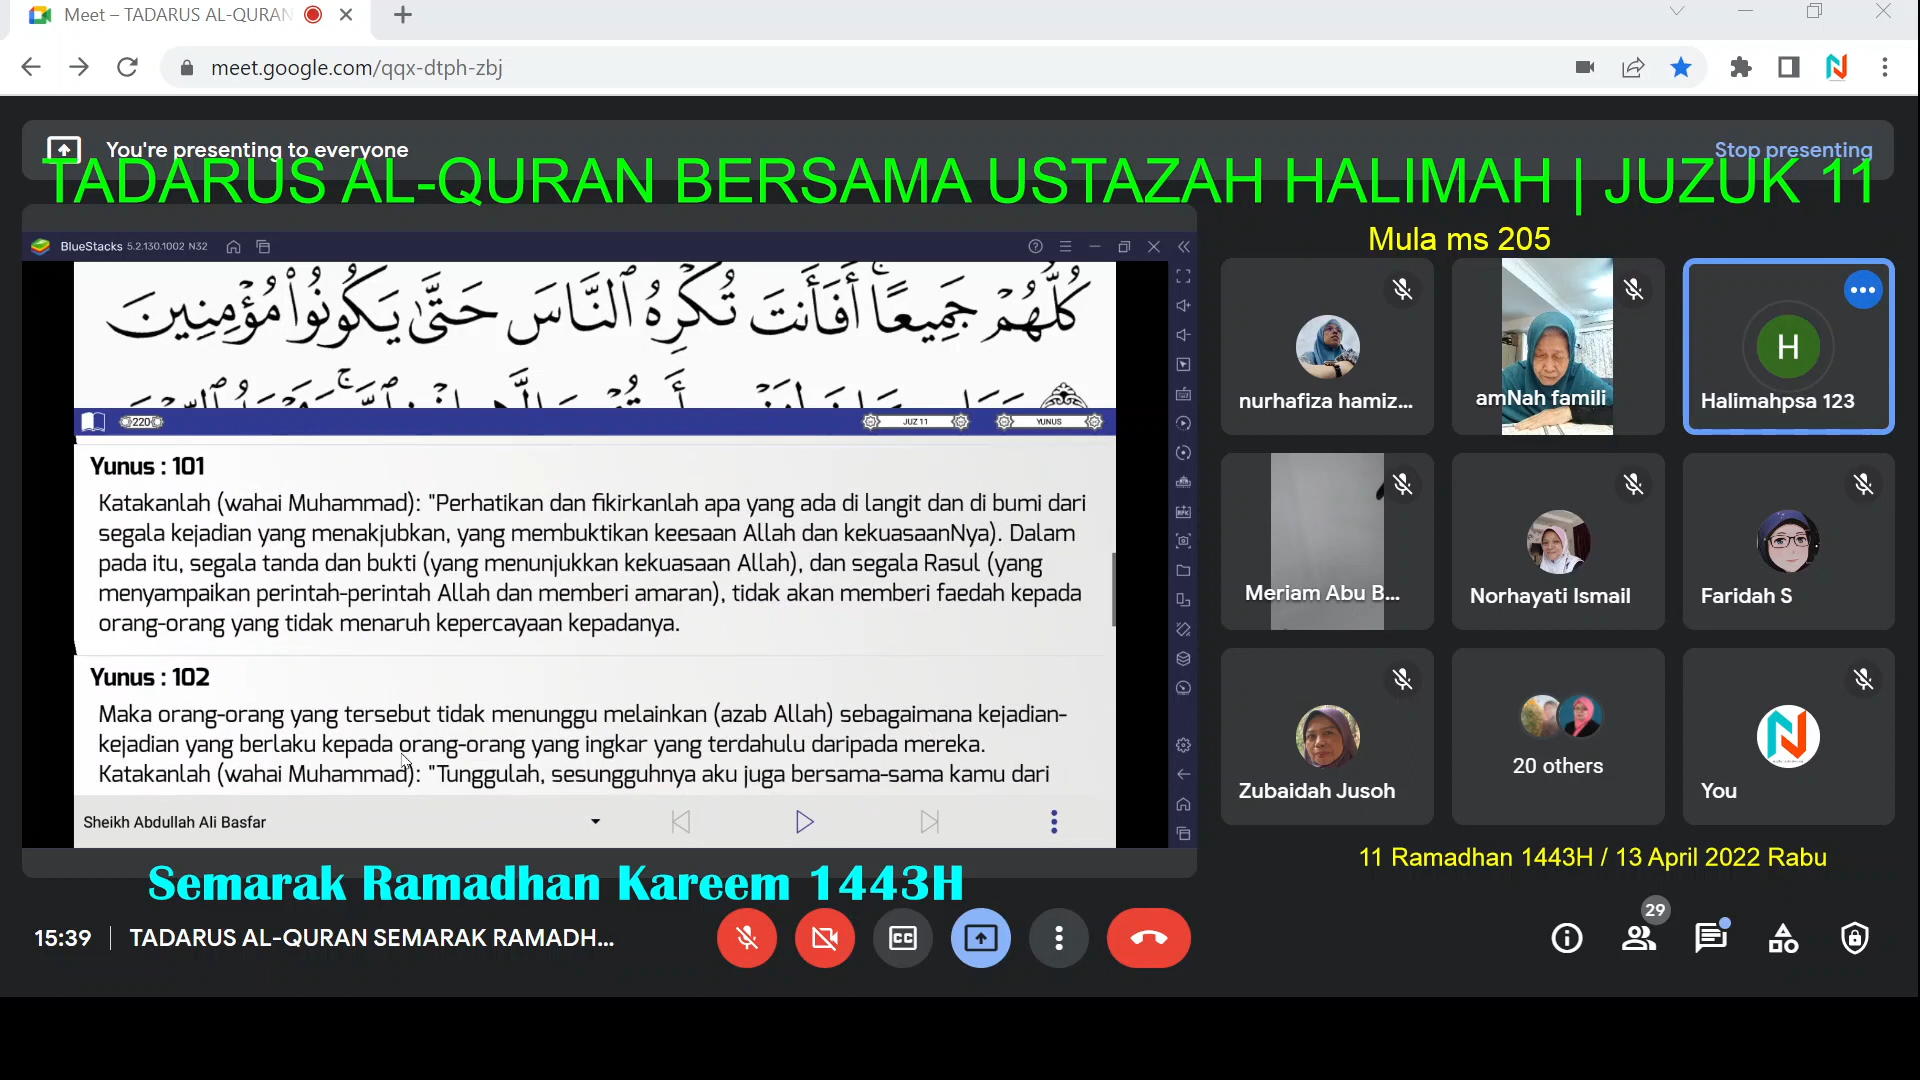 Meet – TADARUS AL-QURAN
meet.google.com/qqx-dtph-zbj
You're presenting to everyone
Stop presenting
TADARUS AL-QURAN BERSAMA USTAZAH HALIMAH | JUZUK 11
Mula ms 205
BlueStacks 5.2.130.1002 N32
كُلُّهُمْ جَمِيعًا ۚ أَفَأَنتَ تُكْرِهُ ٱلنَّاسَ حَتَّىٰ يَكُونُوا۟ مُؤْمِنِينَ
220
JUZ 11
YUNUS
Yunus : 101
Katakanlah (wahai Muhammad): "Perhatikan dan fikirkanlah apa yang ada di langit dan di bumi dari
segala kejadian yang menakjubkan, yang membuktikan keesaan Allah dan kekuasaanNya). Dalam
pada itu, segala tanda dan bukti (yang menunjukkan kekuasaan Allah), dan segala Rasul (yang
menyampaikan perintah-perintah Allah dan memberi amaran), tidak akan memberi faedah kepada
orang-orang yang tidak menaruh kepercayaan kepadanya.
Yunus : 102
Maka orang-orang yang tersebut tidak menunggu melainkan (azab Allah) sebagaimana kejadian-
kejadian yang berlaku kepada orang-orang yang ingkar yang terdahulu daripada mereka.
Katakanlah (wahai Muhammad): "Tunggulah, sesungguhnya aku juga bersama-sama kamu dari
Sheikh Abdullah Ali Basfar
nurhafiza hamiz...
amNah famili
H
Halimahpsa 123
Meriam Abu B...
Norhayati Ismail
Faridah S
Zubaidah Jusoh
20 others
You
11 Ramadhan 1443H / 13 April 2022 Rabu
Semarak Ramadhan Kareem 1443H
15:39
TADARUS AL-QURAN SEMARAK RAMADH...
CC
29